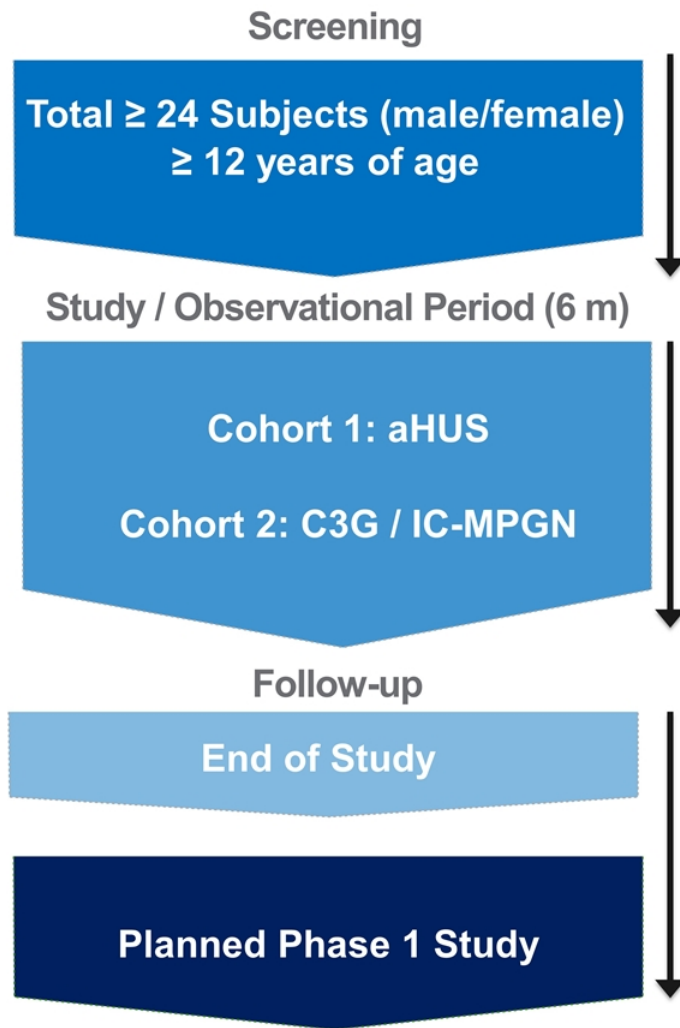 Screening
Total ≥ 24 Subjects (male/female)
≥ 12 years of age
Study / Observational Period (6 m)
Cohort 1: aHUS
Cohort 2: C3G / IC-MPGN
Follow-up
End of Study
Planned Phase 1 Study